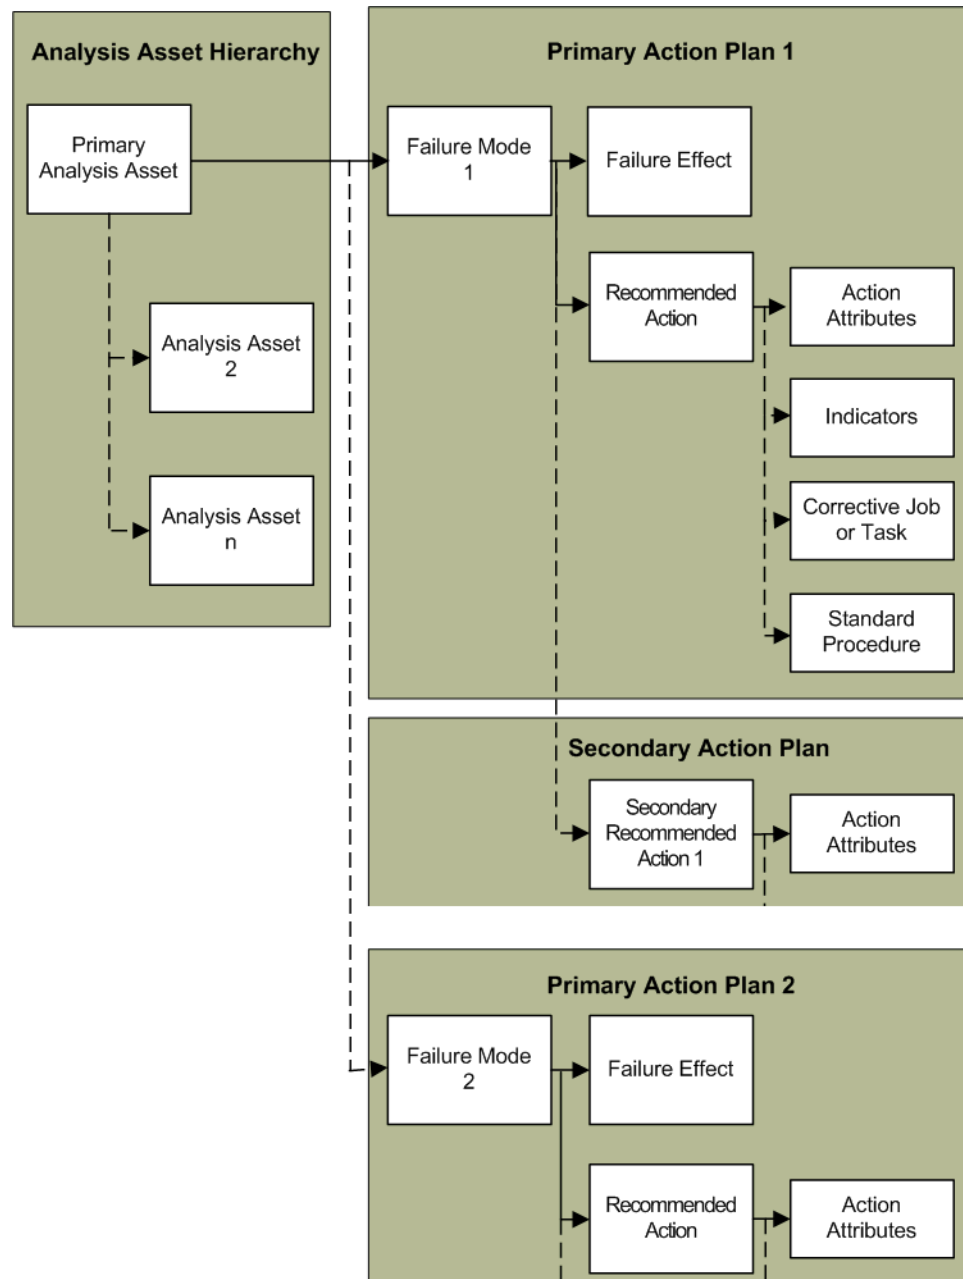 Analysis Asset Hierarchy
Primary
Analysis Asset
Analysis Asset
2
Analysis Asset
n
Primary Action Plan 1
Failure Mode
1
Failure Effect
Recommended
Action
Action
Attributes
Indicators
Corrective Job
or Task
Standard
Procedure
Secondary Action Plan
Secondary
Recommended
Action 1
Action
Attributes
Primary Action Plan 2
Failure Mode
2
Failure Effect
Recommended
Action
Action
Attributes